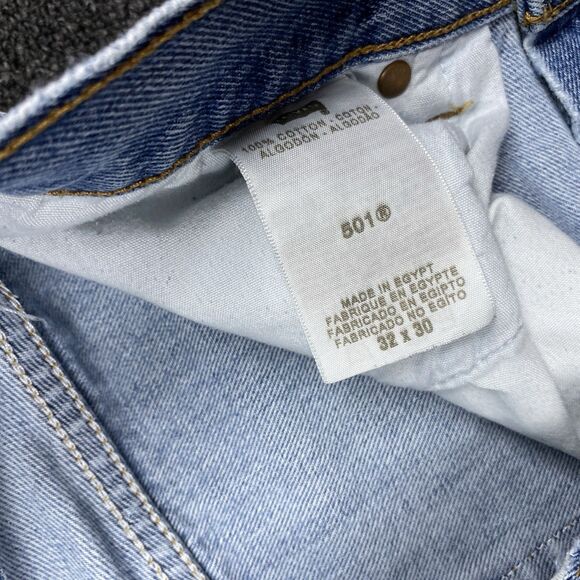 100% COTTON - COTON -
ALGODON - ALGODÃO
501®
MADE IN EGYPT
FABRIQUE EN EGYPTE
FABRICADO EN EGIPTO
FABRICADO NO EGITO
32 X 30